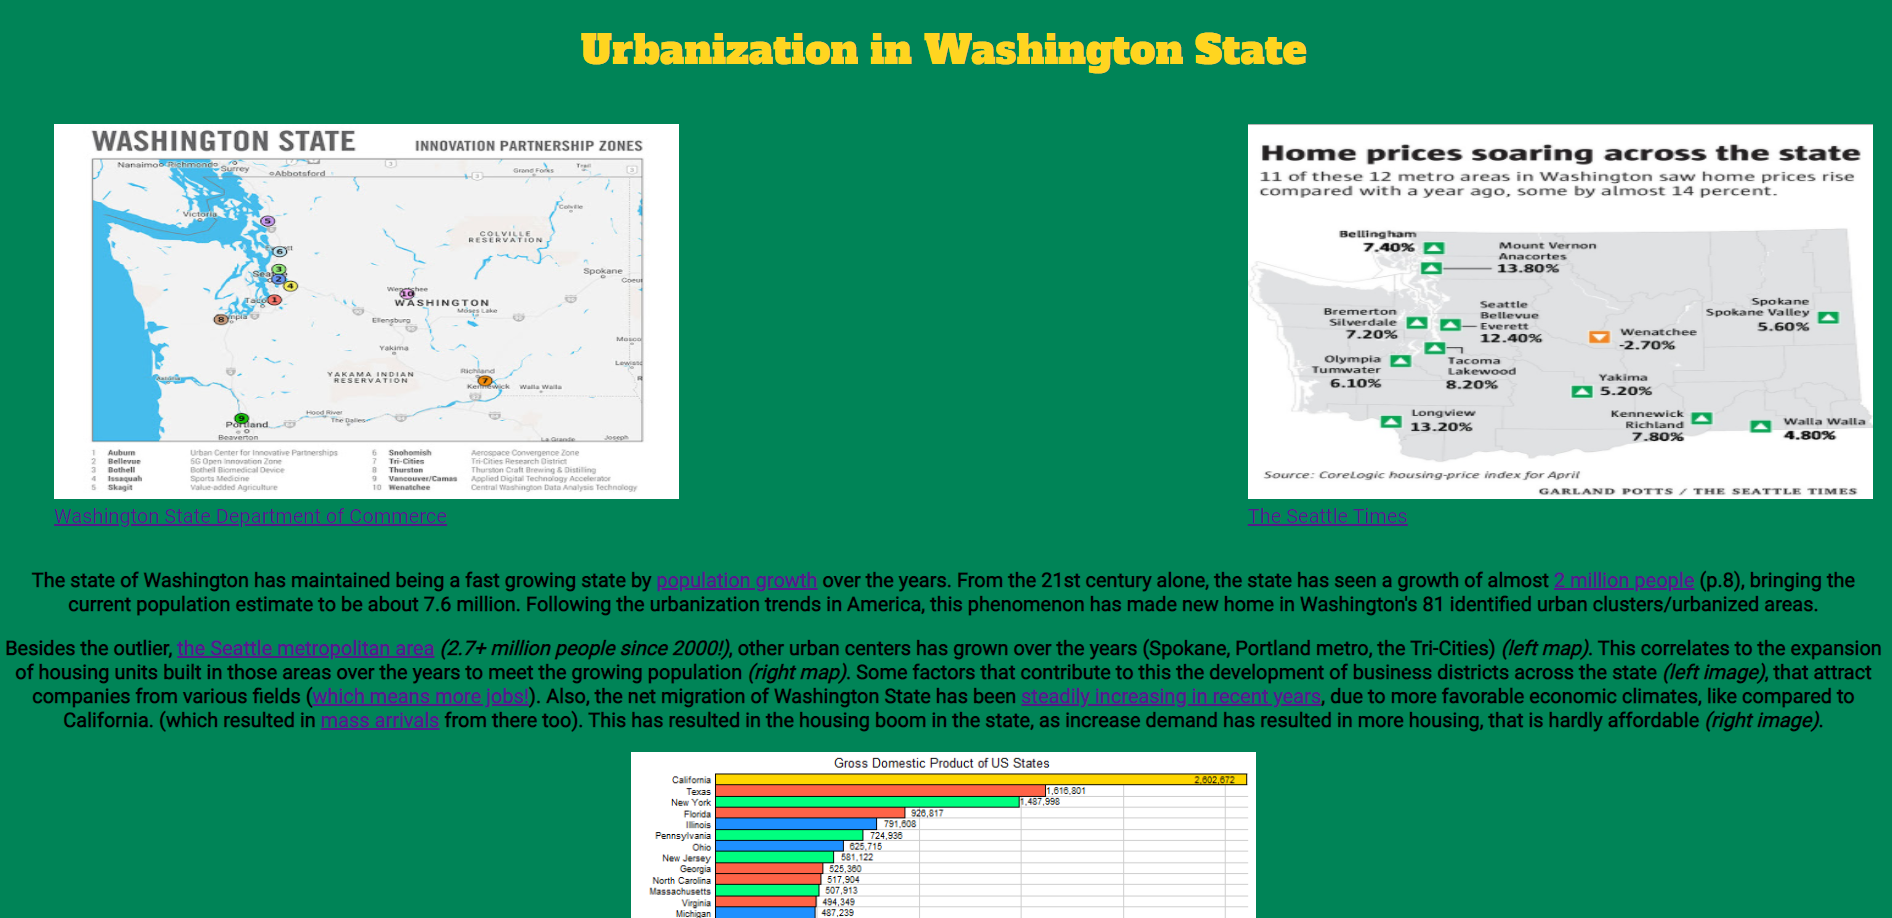 Urbanization in Washington State
WASHINGTON STATE
INNOVATION PARTNERSHIP ZONES
Nanaimo
Richmond
Surrey
Abbotsford
Grand Forks
Trail
3
3
3
Victoria
Colville
COLVILLE
RESERVATION
5
6
3
2
4
1
8
10
Spokane
WASHINGTON
Moses Lake
Ellensburg
Yakima
YAKAMA INDIAN
RESERVATION
Richland
7
Kennewick
Walla Walla
Astoria
Hood River
The Dalles
9
Portland
Beaverton
La Grande
Joseph
1 Auburn Urban Center for Innovative Partnerships
2 Bellevue 5G Open Innovation Zone
3 Bothell Bothell Biomedical Device
4 Issaquah Sports Medicine
5 Skagit Value-added Agriculture
6 Snohomish Aerospace Convergence Zone
7 Tri-Cities Tri-Cities Research District
8 Thurston Thurston Craft Brewing & Distilling
9 Vancouver/Camas Applied Digital Technology Accelerator
10 Wenatchee Central Washington Data Analysis Technology
Washington State Department of Commerce
Home prices soaring across the state
11 of these 12 metro areas in Washington saw home prices rise
compared with a year ago, some by almost 14 percent.
Bellingham
7.40%
Mount Vernon
Anacortes
13.80%
Bremerton
Silverdale
7.20%
Seattle
Bellevue
Everett
12.40%
Spokane
Spokane Valley
5.60%
Wenatchee
-2.70%
Olympia
Tumwater
6.10%
Tacoma
Lakewood
8.20%
Yakima
5.20%
Longview
13.20%
Kennewick
Richland
7.80%
Walla Walla
4.80%
Source: CoreLogic housing-price index for April
GARLAND POTTS / THE SEATTLE TIMES
The Seattle Times
The state of Washington has maintained being a fast growing state by population growth over the years. From the 21st century alone, the state has seen a growth of almost 2 million people (p.8), bringing the
current population estimate to be about 7.6 million. Following the urbanization trends in America, this phenomenon has made new home in Washington's 81 identified urban clusters/urbanized areas.
Besides the outlier, the Seattle metropolitan area (2.7+ million people since 2000!), other urban centers has grown over the years (Spokane, Portland metro, the Tri-Cities) (left map). This correlates to the expansion
of housing units built in those areas over the years to meet the growing population (right map). Some factors that contribute to this the development of business districts across the state (left image), that attract
companies from various fields (which means more jobs!). Also, the net migration of Washington State has been steadily increasing in recent years, due to more favorable economic climates, like compared to
California. (which resulted in mass arrivals from there too). This has resulted in the housing boom in the state, as increase demand has resulted in more housing, that is hardly affordable (right image).
Gross Domestic Product of US States
California 2,602,672
Texas 1,616,801
New York 1,487,998
Florida 926,817
Illinois 791,608
Pennsylvania 724,936
Ohio 625,715
New Jersey 581,122
Georgia 525,360
North Carolina 517,904
Massachusetts 507,913
Virginia 494,349
Michigan 487,239